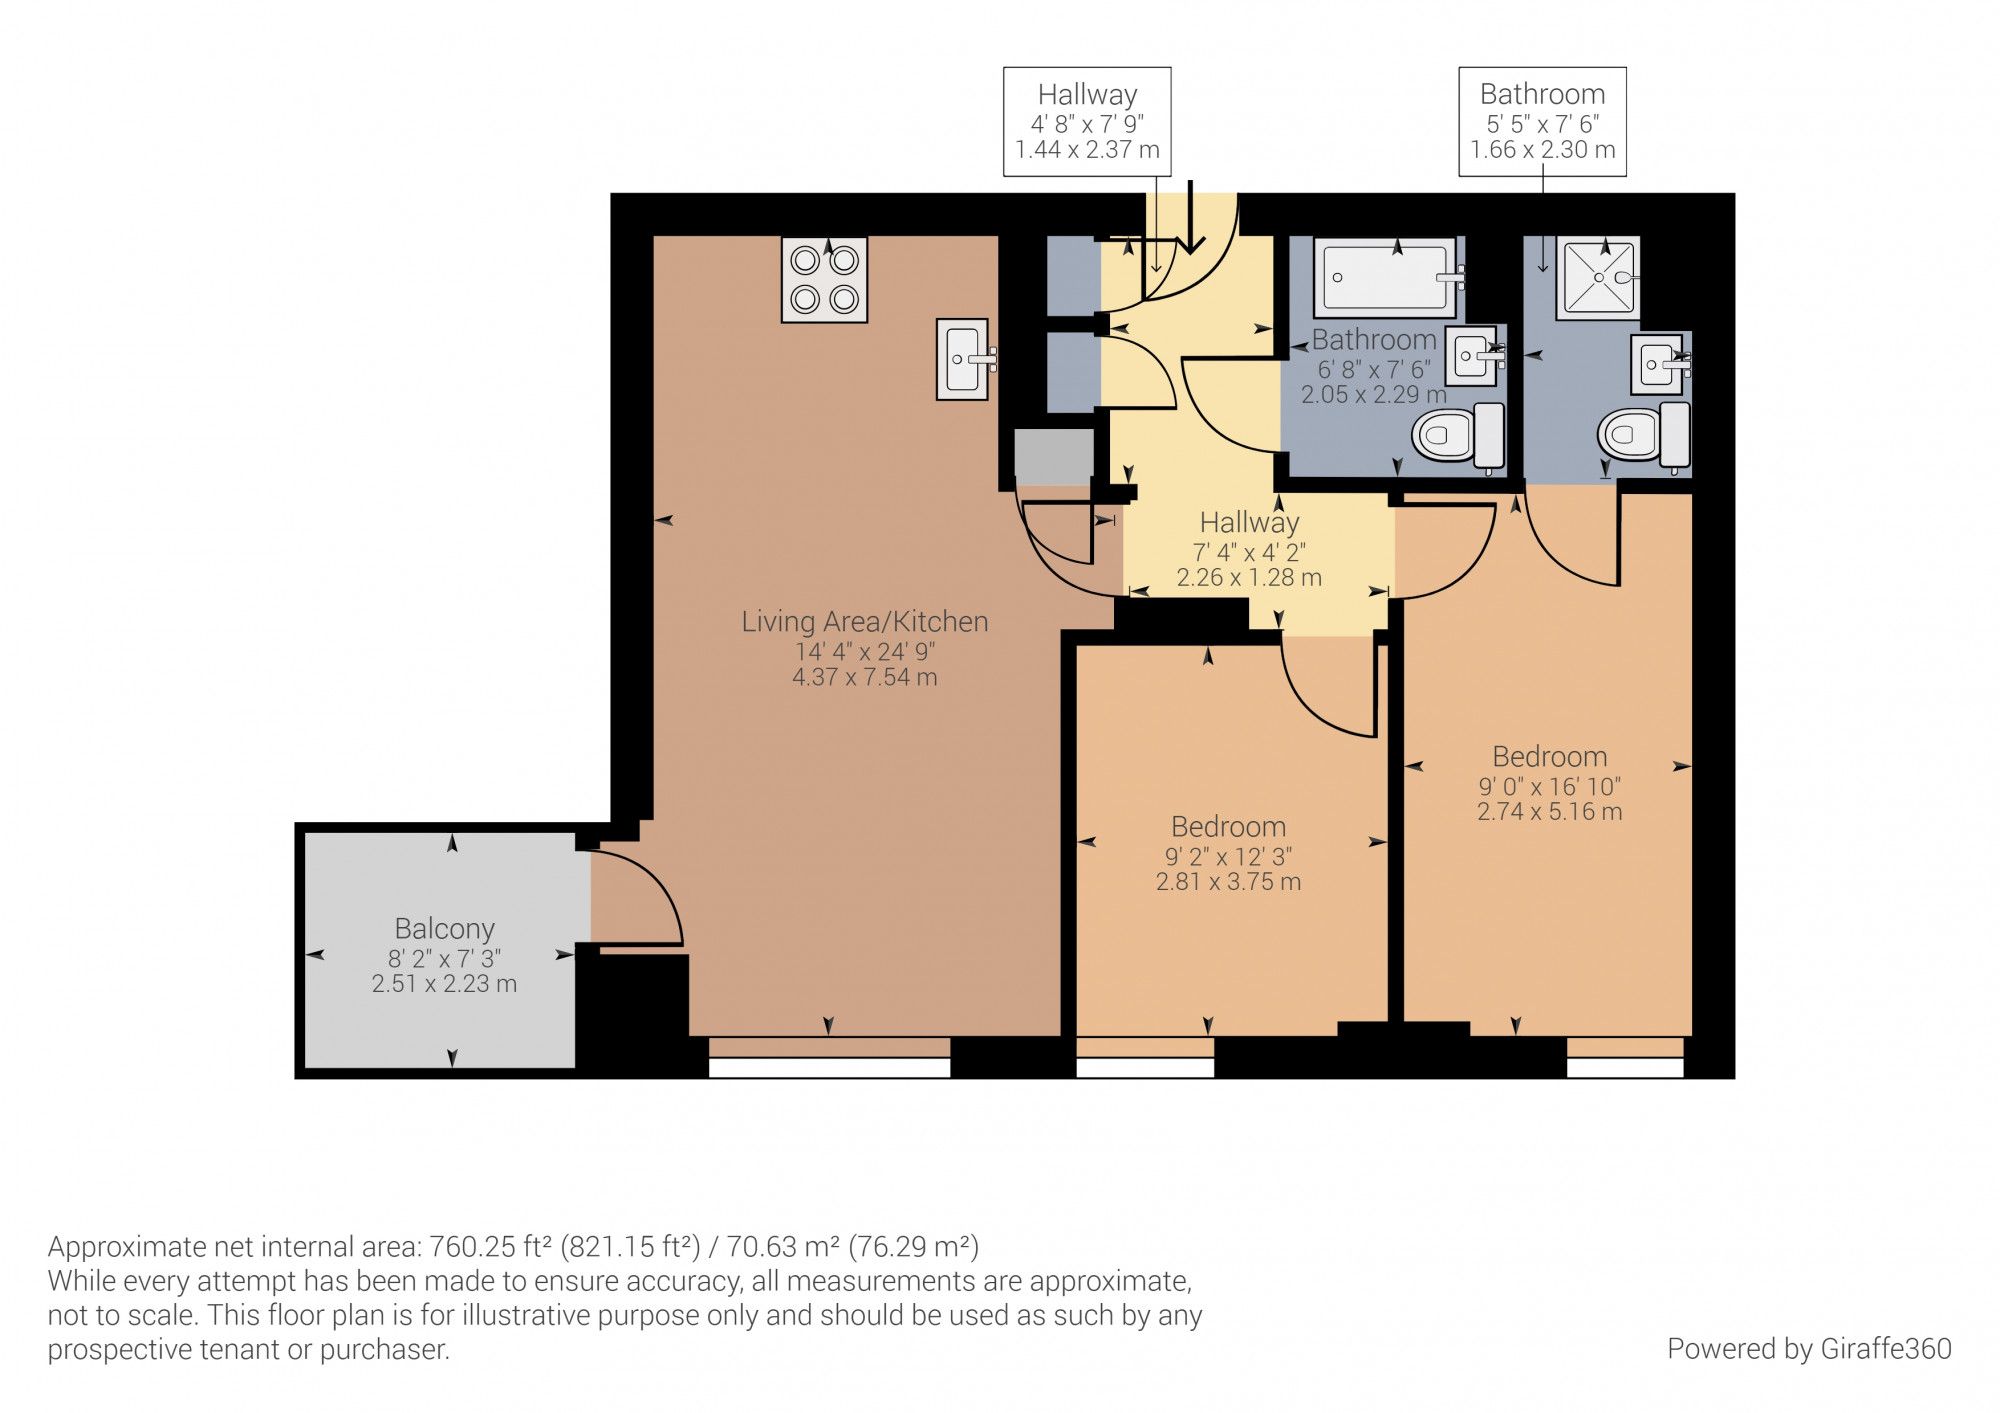 Hallway
4' 8" x 7' 9"
1.44 x 2.37 m
Bathroom
5' 5" x 7' 6"
1.66 x 2.30 m
Bathroom
6' 8" x 7' 6"
2.05 x 2.29 m
Hallway
7' 4" x 4' 2"
2.26 x 1.28 m
Living Area/Kitchen
14' 4" x 24' 9"
4.37 x 7.54 m
Bedroom
9' 0" x 16' 10"
2.74 x 5.16 m
Bedroom
9' 2" x 12' 3"
2.81 x 3.75 m
Balcony
8' 2" x 7' 3"
2.51 x 2.23 m
Approximate net internal area: 760.25 ft² (821.15 ft²) / 70.63 m² (76.29 m²)
While every attempt has been made to ensure accuracy, all measurements are approximate,
not to scale. This floor plan is for illustrative purpose only and should be used as such by any
prospective tenant or purchaser.
Powered by Giraffe360